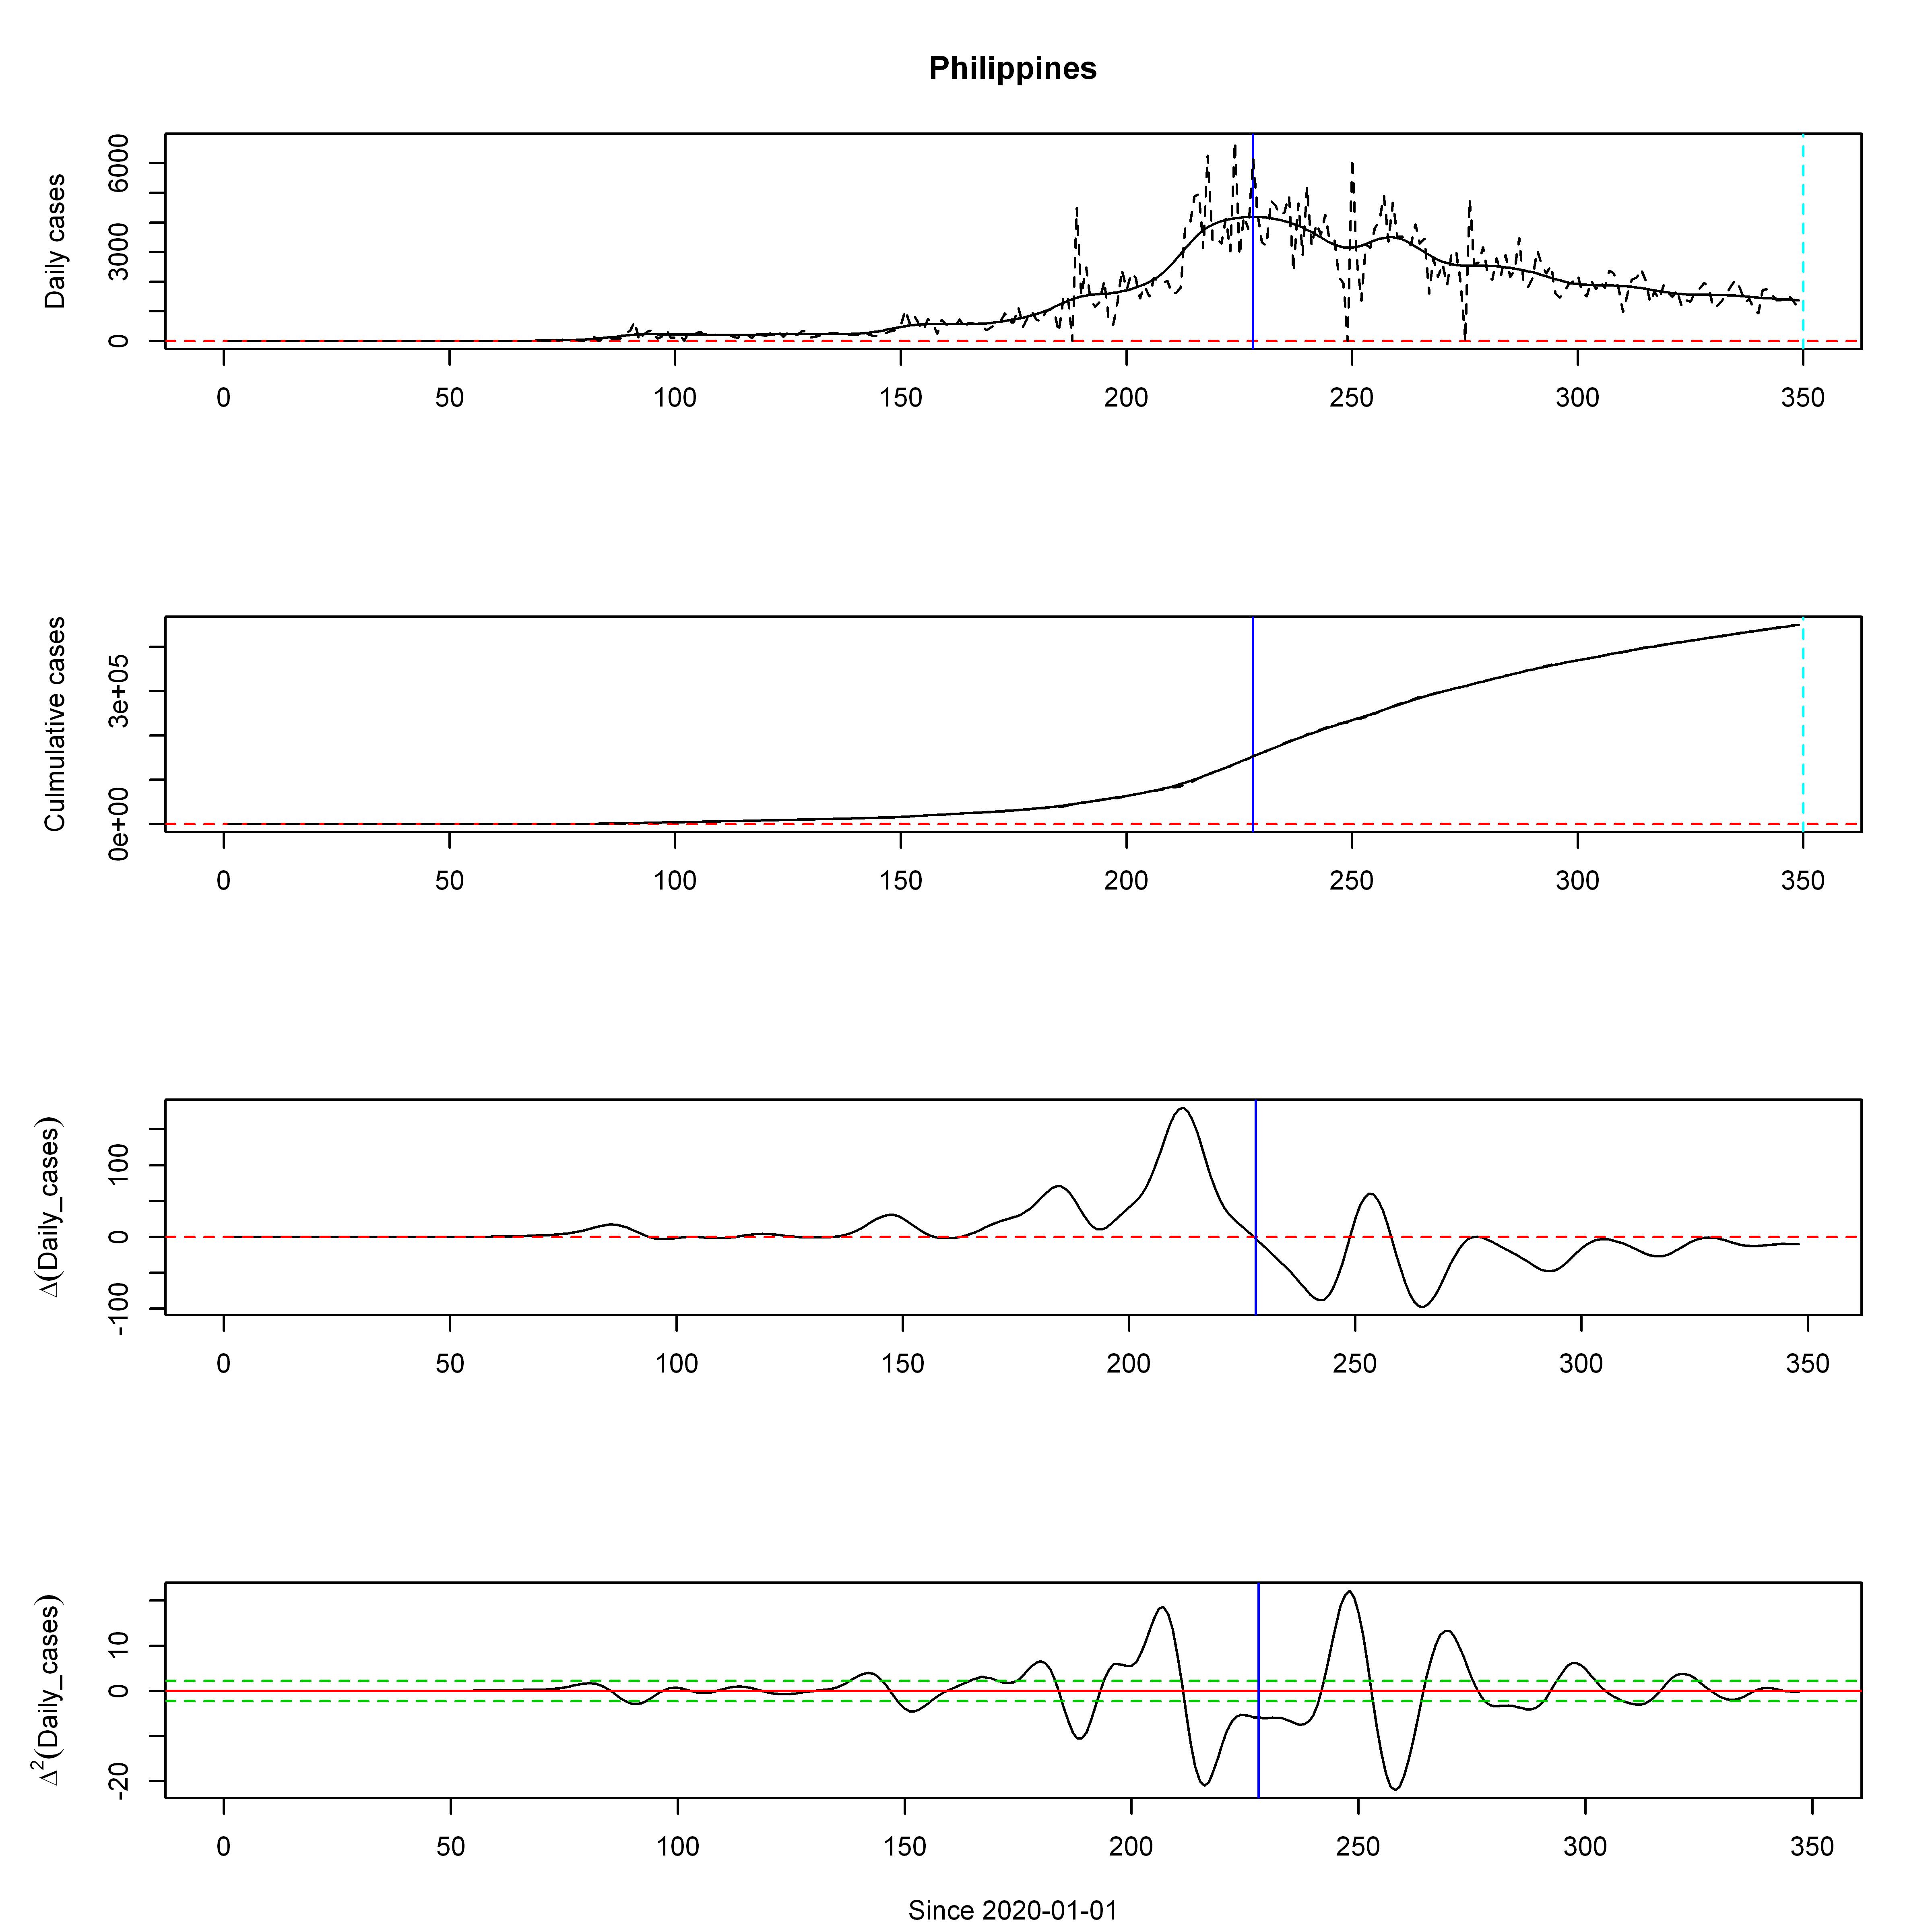 Philippines
Daily cases
0 3000 6000
0 50 100 150 200 250 300 350
Culmulative cases
0e+00 3e+05
0 50 100 150 200 250 300 350
Δ(Daily_cases)
-100 0 100
0 50 100 150 200 250 300 350
Δ²(Daily_cases)
-20 0 10
0 50 100 150 200 250 300 350
Since 2020-01-01